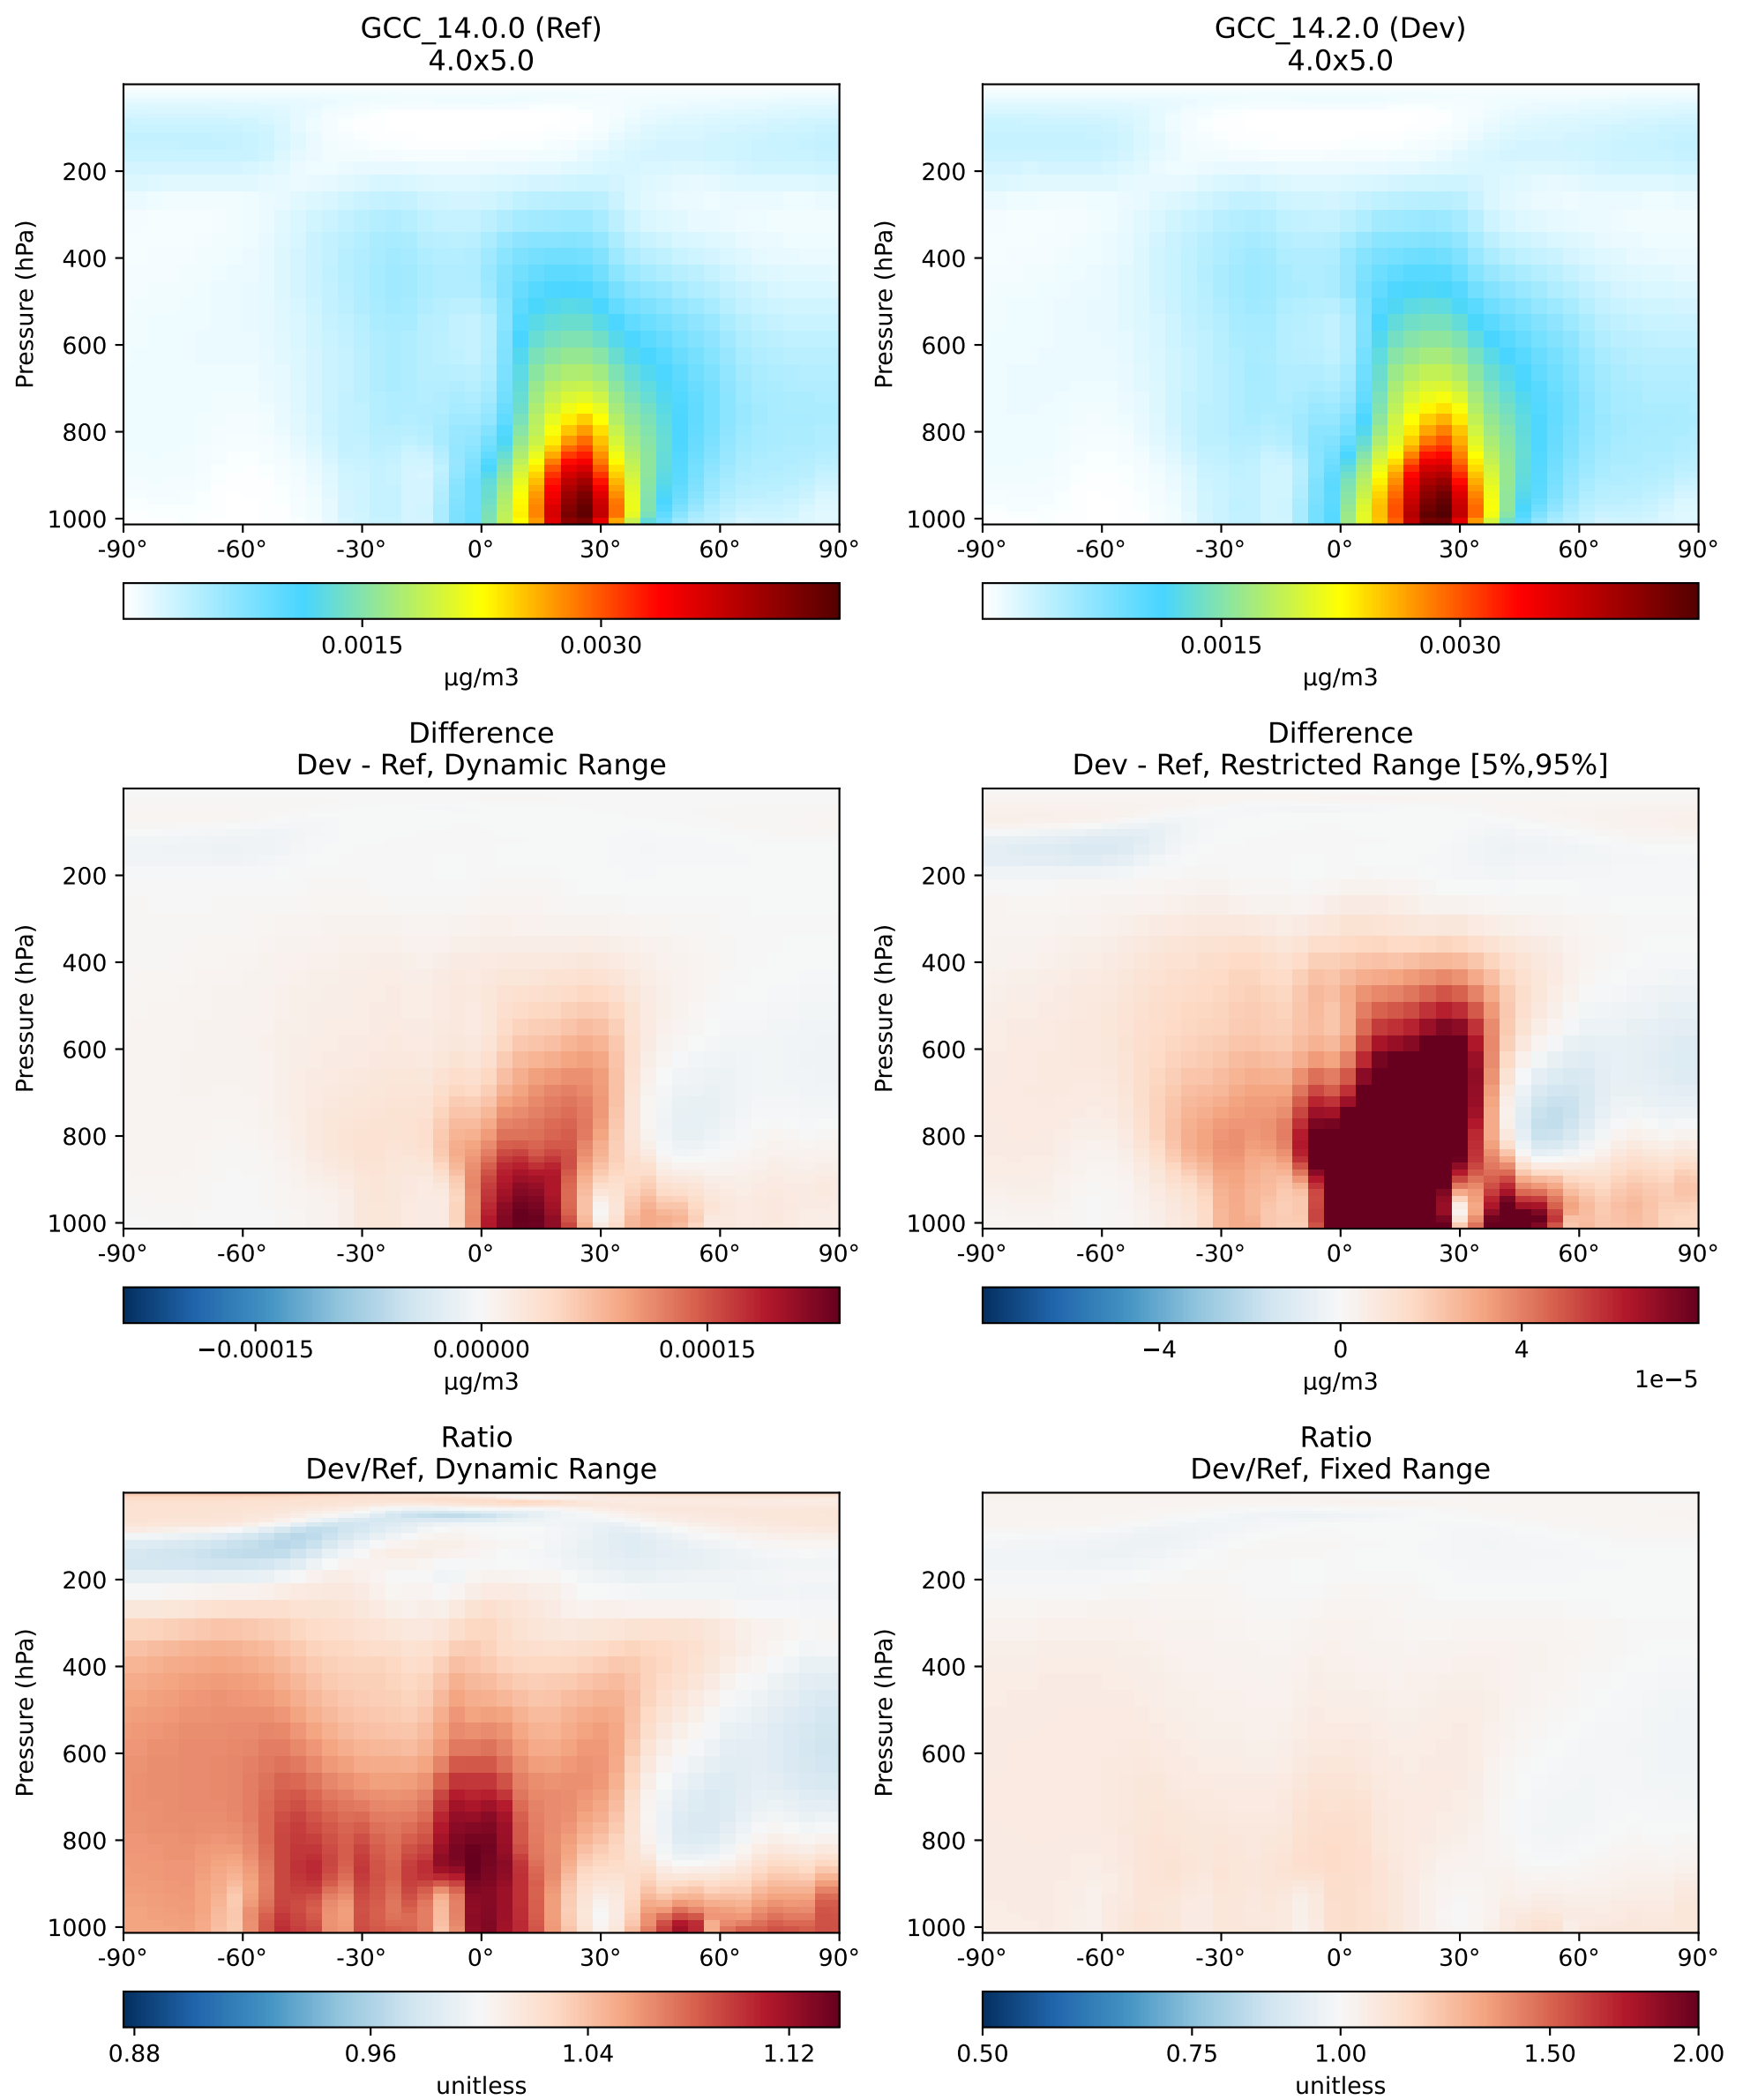 GCC_14.0.0 (Ref)
4.0x5.0
GCC_14.2.0 (Dev)
4.0x5.0
Pressure (hPa)
200
400
600
800
1000
-90° -60° -30° 0° 30° 60° 90°
0.0015 0.0030
μg/m3
Pressure (hPa)
200
400
600
800
1000
-90° -60° -30° 0° 30° 60° 90°
0.0015 0.0030
μg/m3
Difference
Dev - Ref, Dynamic Range
Pressure (hPa)
200
400
600
800
1000
-90° -60° -30° 0° 30° 60° 90°
−0.00015 0.00000 0.00015
μg/m3
Difference
Dev - Ref, Restricted Range [5%,95%]
Pressure (hPa)
200
400
600
800
1000
-90° -60° -30° 0° 30° 60° 90°
−4 0 4
μg/m3 1e−5
Ratio
Dev/Ref, Dynamic Range
Pressure (hPa)
200
400
600
800
1000
-90° -60° -30° 0° 30° 60° 90°
0.88 0.96 1.04 1.12
unitless
Ratio
Dev/Ref, Fixed Range
Pressure (hPa)
200
400
600
800
1000
-90° -60° -30° 0° 30° 60° 90°
0.50 0.75 1.00 1.50 2.00
unitless